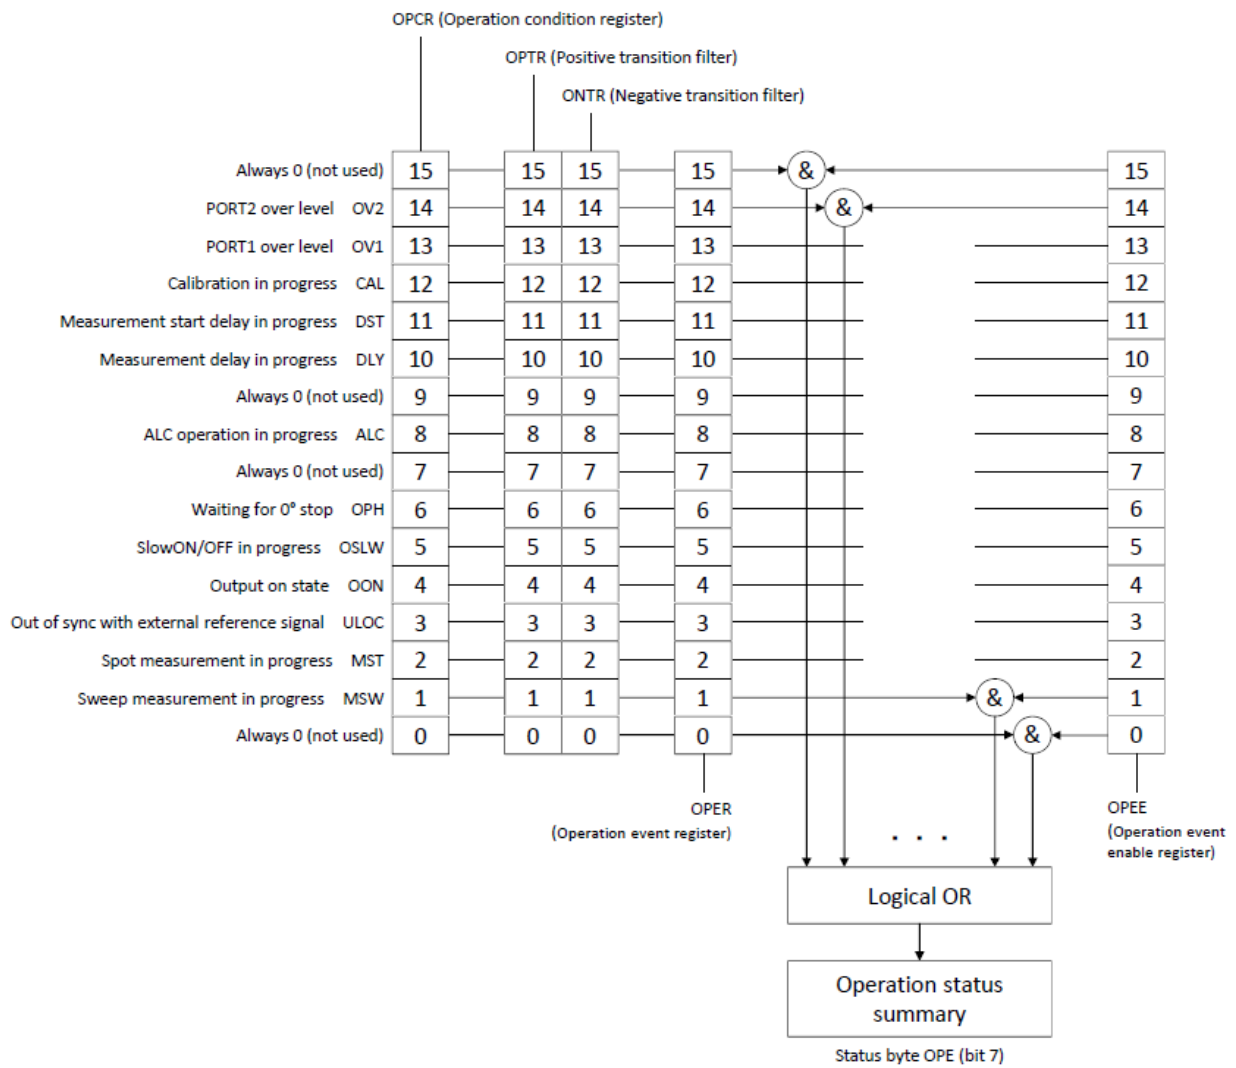 OPCR (Operation condition register)
OPTR (Positive transition filter)
ONTR (Negative transition filter)
Always 0 (not used) 15 15 15 15 & 15
PORT2 over level OV2 14 14 14 14 & 14
PORT1 over level OV1 13 13 13 13 13
Calibration in progress CAL 12 12 12 12 12
Measurement start delay in progress DST 11 11 11 11 11
Measurement delay in progress DLY 10 10 10 10 10
Always 0 (not used) 9 9 9 9 9
ALC operation in progress ALC 8 8 8 8 8
Always 0 (not used) 7 7 7 7 7
Waiting for 0° stop OPH 6 6 6 6 6
SlowON/OFF in progress OSLW 5 5 5 5 5
Output on state OON 4 4 4 4 4
Out of sync with external reference signal ULOC 3 3 3 3 3
Spot measurement in progress MST 2 2 2 2 2
Sweep measurement in progress MSW 1 1 1 1 & 1
Always 0 (not used) 0 0 0 0 & 0
OPER
(Operation event register)
OPEE
(Operation event
enable register)
. . .
Logical OR
Operation status
summary
Status byte OPE (bit 7)